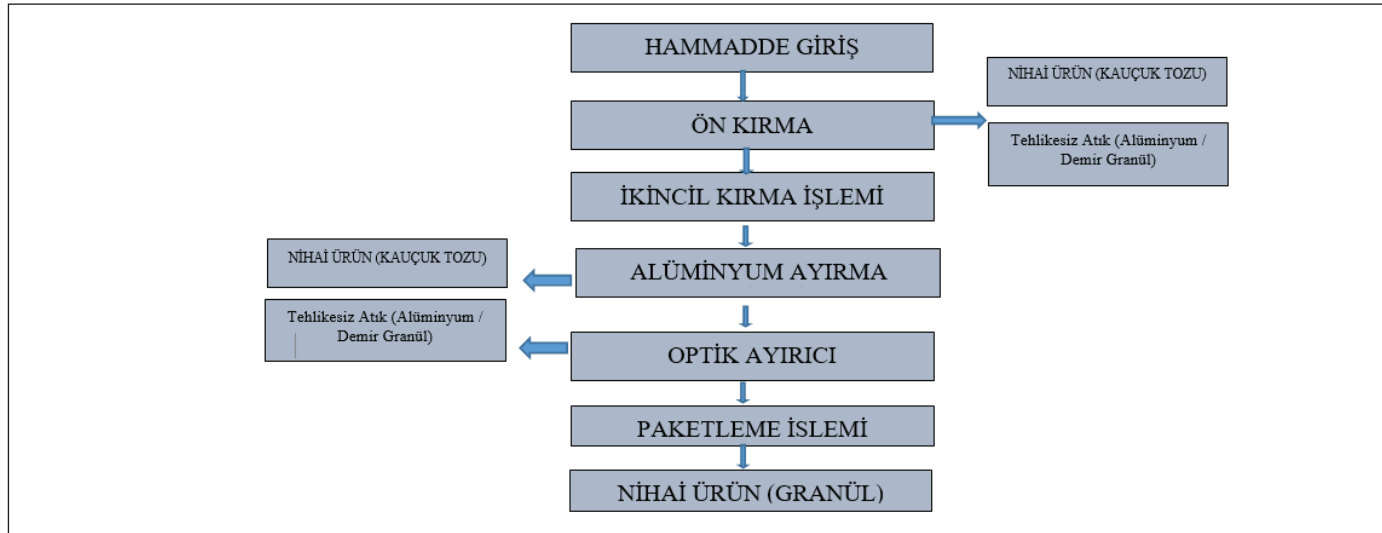 HAMMADDE GİRİŞ
NİHAİ ÜRÜN (KAUÇUK TOZU)
ÖN KIRMA
Tehlikesiz Atık (Alüminyum /
Demir Granül)
İKİNCİL KIRMA İŞLEMİ
NİHAİ ÜRÜN (KAUÇUK TOZU)
ALÜMİNYUM AYIRMA
Tehlikesiz Atık (Alüminyum /
Demir Granül)
OPTİK AYIRICI
PAKETLEME İSLEMİ
NİHAİ ÜRÜN (GRANÜL)